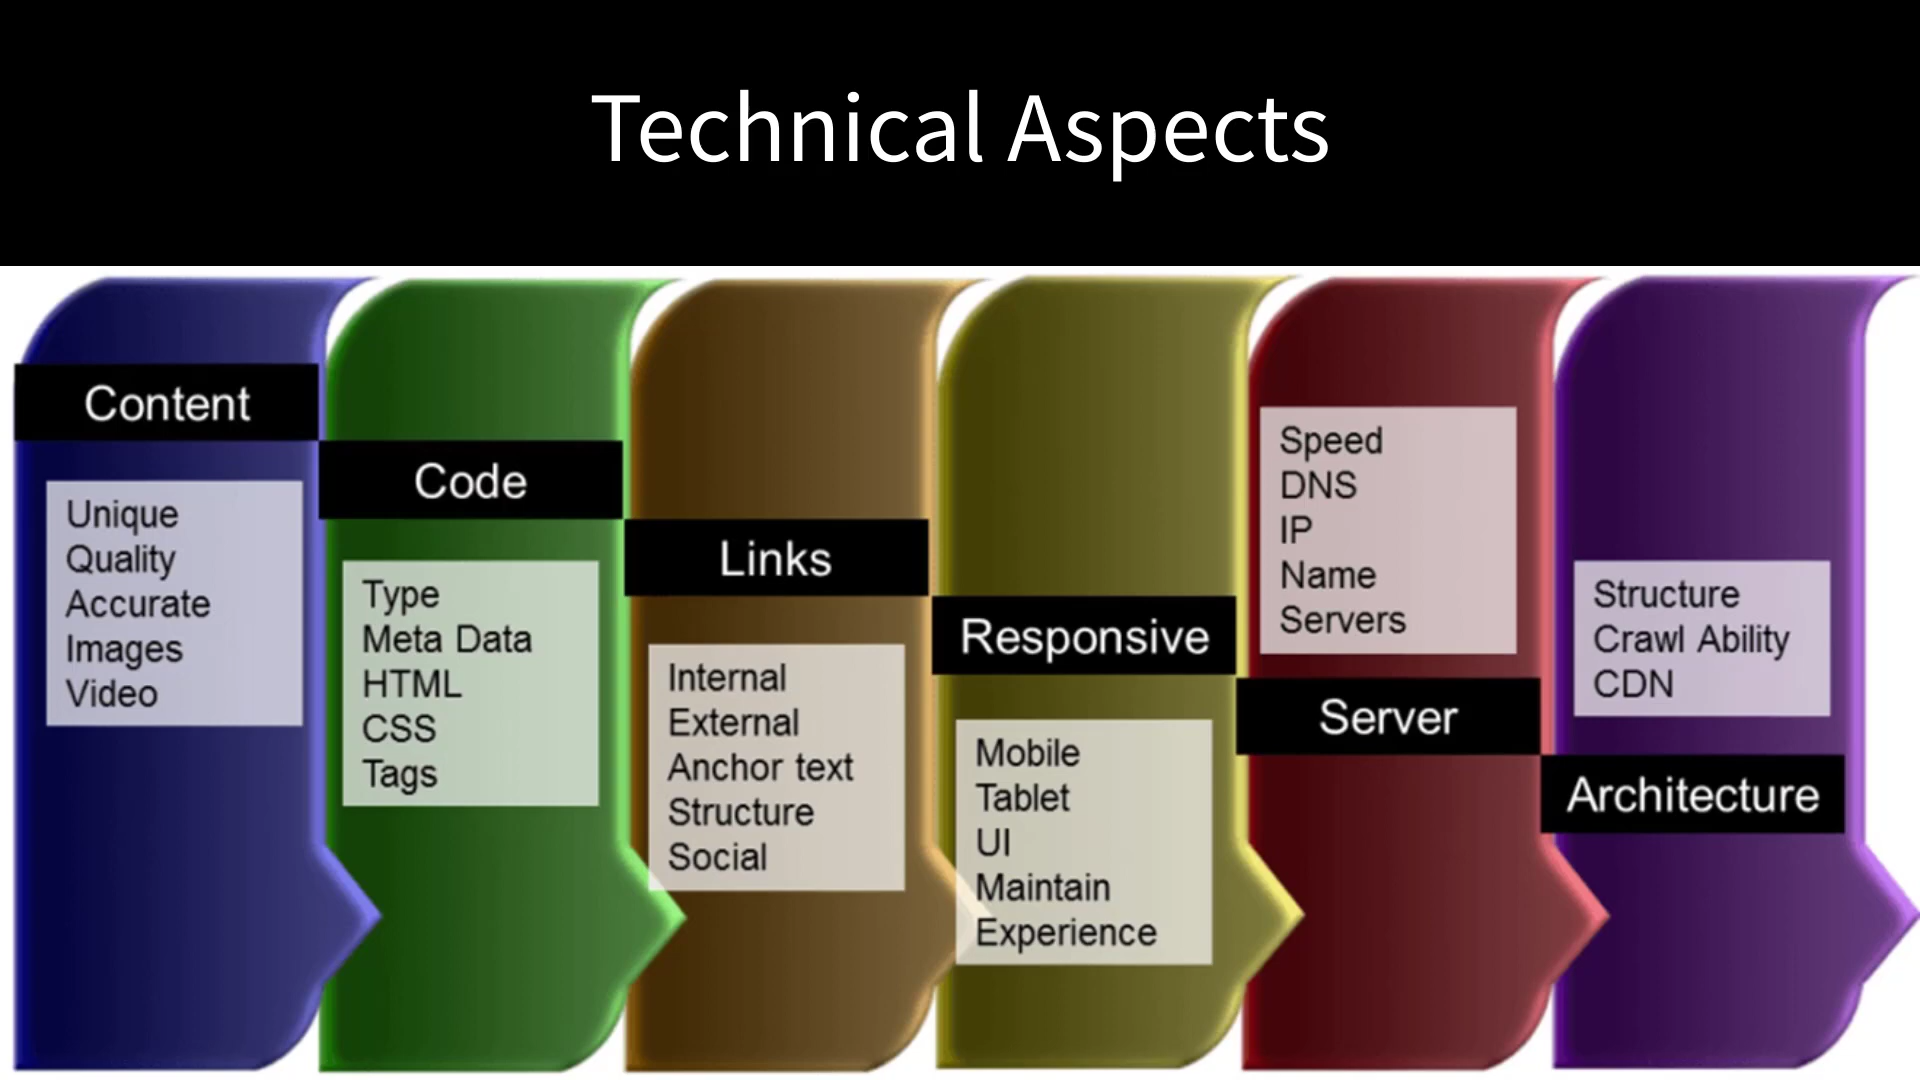 Technical Aspects
Content
Unique
Quality
Accurate
Images
Video
Code
Type
Meta Data
HTML
CSS
Tags
Links
Internal
External
Anchor text
Structure
Social
Responsive
Mobile
Tablet
UI
Maintain
Experience
Speed
DNS
IP
Name
Servers
Server
Structure
Crawl Ability
CDN
Architecture